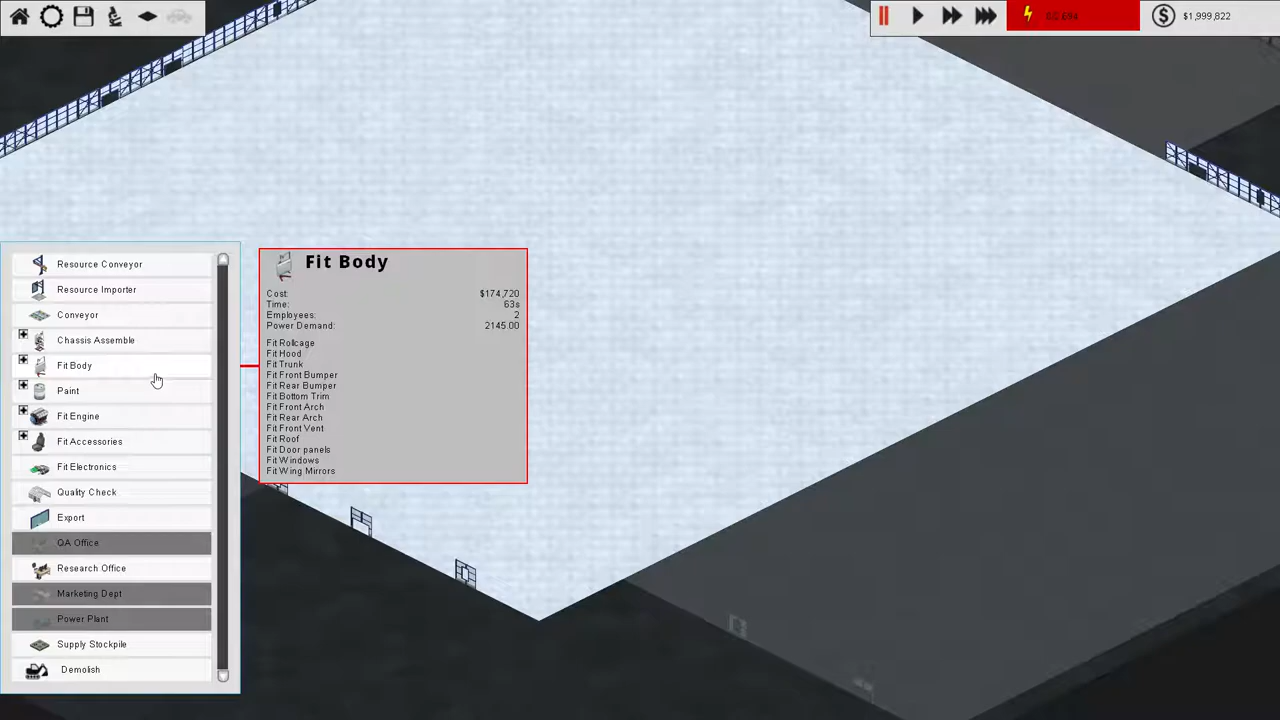 $1,999,822
Resource Conveyor
Resource Importer
Conveyor
Chassis Assemble
Fit Body
Paint
Fit Engine
Fit Accessories
Fit Electronics
Quality Check
Export
QA Office
Research Office
Marketing Dept
Power Plant
Supply Stockpile
Demolish
Fit Body
Cost: $174,720
Time: 63s
Employees: 2
Power Demand: 2145.00
Fit Rollcage
Fit Hood
Fit Trunk
Fit Front Bumper
Fit Rear Bumper
Fit Bottom Trim
Fit Front Arch
Fit Rear Arch
Fit Front Vent
Fit Roof
Fit Door panels
Fit Windows
Fit Wing Mirrors